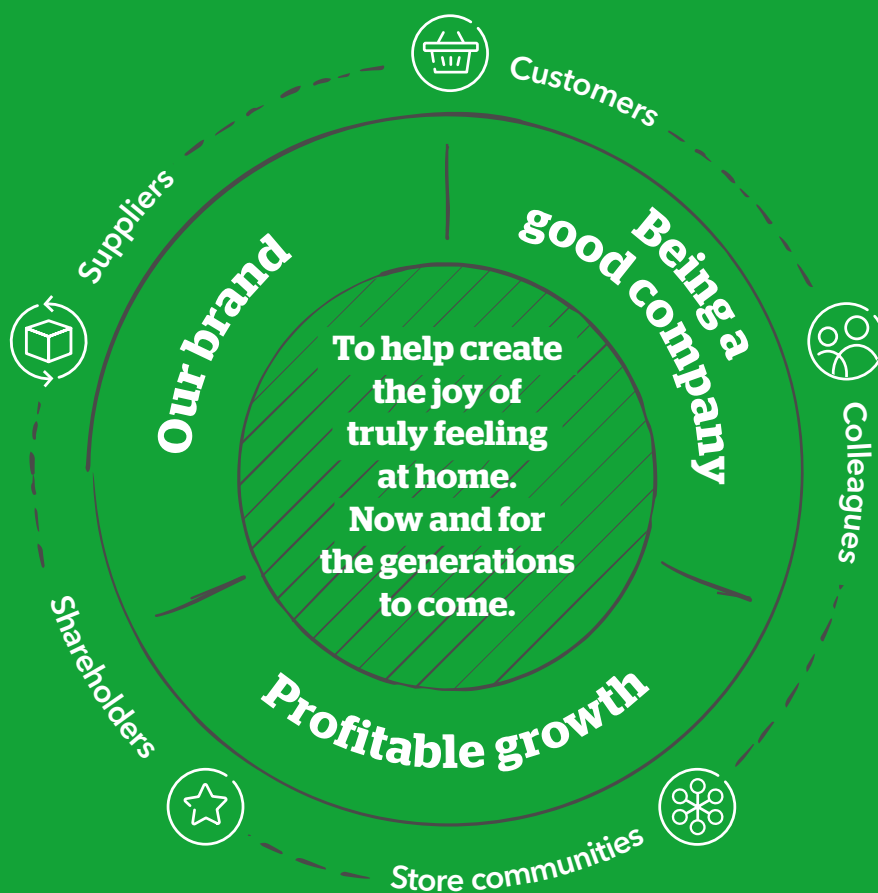 Customers
Suppliers
Being a
good company
Our brand
To help create
the joy of
truly feeling
at home.
Now and for
the generations
to come.
Colleagues
Shareholders
Profitable growth
Store communities